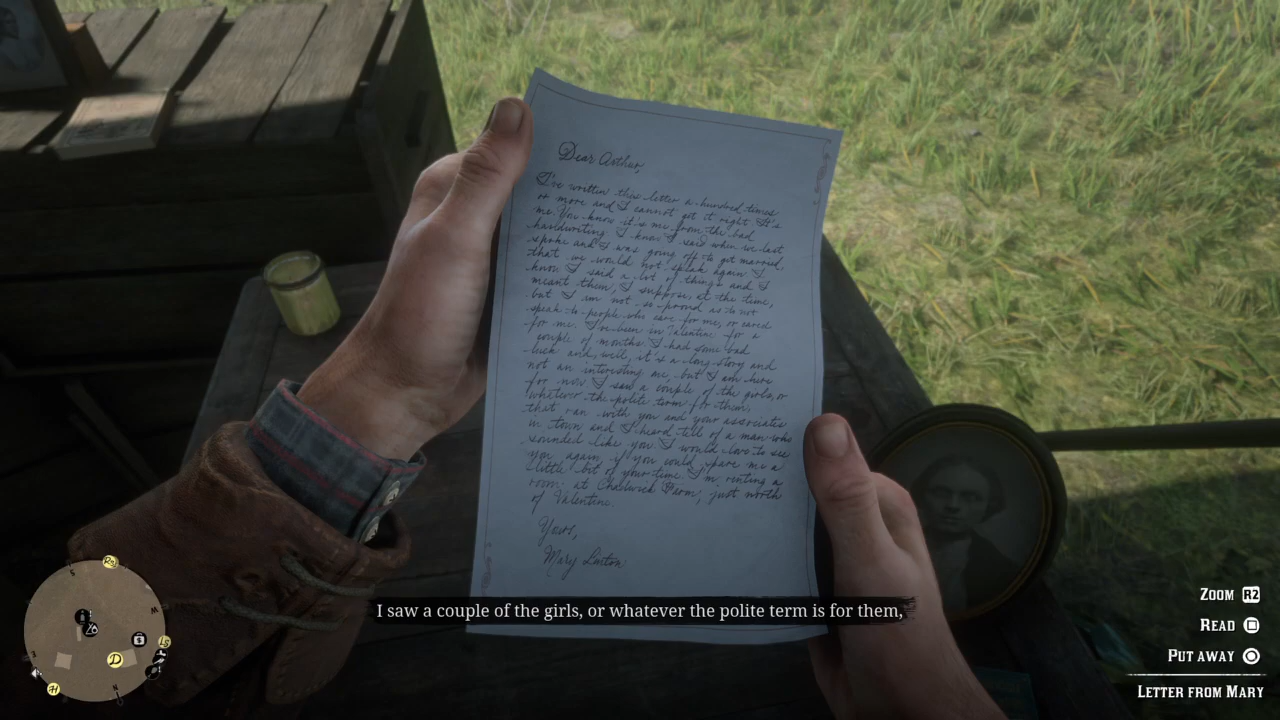 Dear Arthur,
I've written this letter a hundred times
or more and I cannot get it right. It's
me. You know it's me from the bad
handwriting. I know I said when we last
spoke and I was going off to get married,
that we would not speak again. I
know I said a lot of things and I
meant them, I suppose, at the time,
but I am not so proud as to not
speak to people who care for me, or cared
for me. I've been in Valentine for a
couple of months. I had some bad
luck and, well, it's a long story and
not an interesting one, but I am here
for now. I saw a couple of the girls, or
whatever the polite term for them,
that ran with you and your associates
in town and I heard tell of a man who
sounded like you. I would love to see
you again if you could spare me a
little bit of your time. I'm renting a
room at Chadwick Farm, just north
of Valentine.
Yours,
Mary Linton
I saw a couple of the girls, or whatever the polite term is for them,
ZOOM R2
READ
PUT AWAY
LETTER FROM MARY
D
H
LS